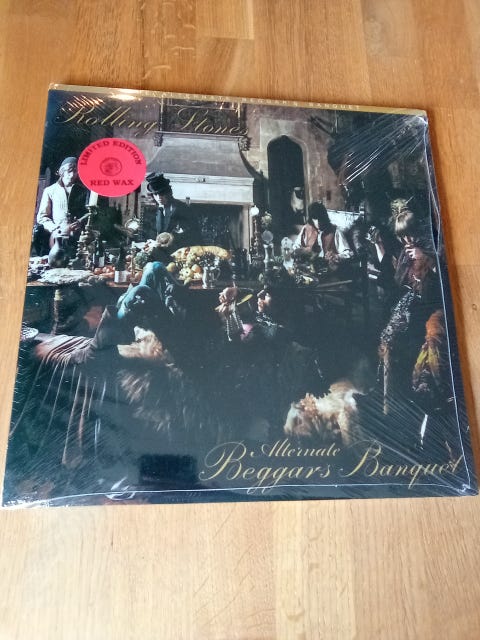 Rolling Stones
LIMITED EDITION
RED WAX
Alternate
Beggars Banquet